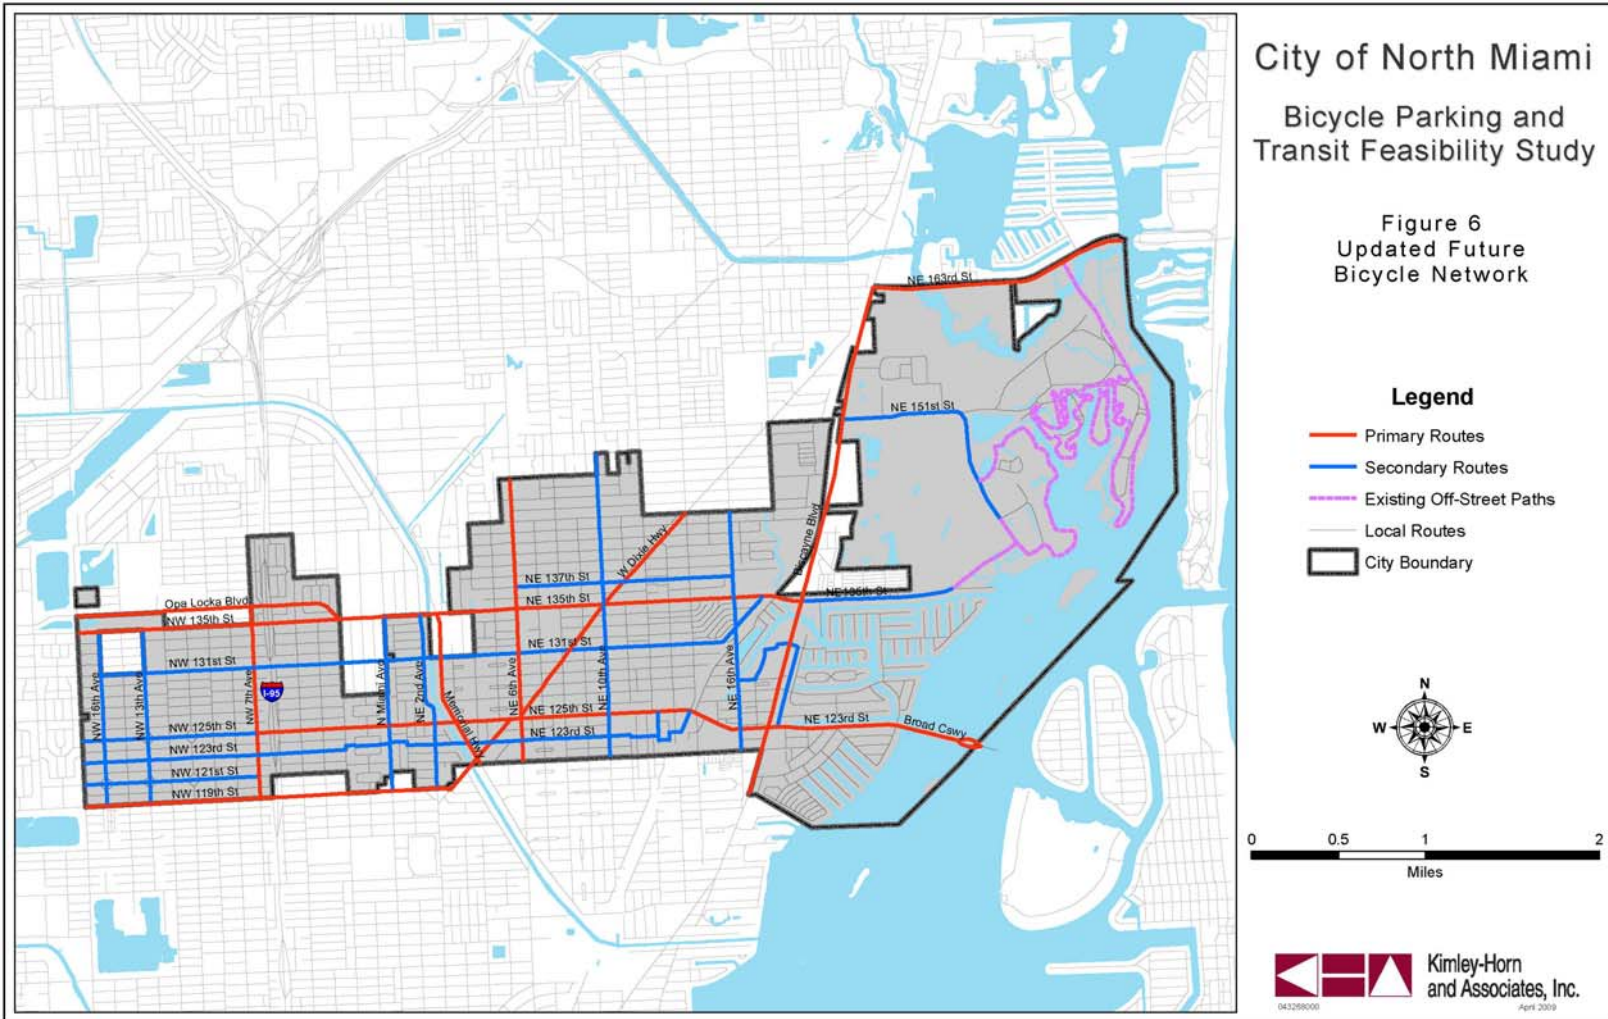 City of North Miami
Bicycle Parking and
Transit Feasibility Study
Figure 6
Updated Future
Bicycle Network
Legend
Primary Routes
Secondary Routes
Existing Off-Street Paths
Local Routes
City Boundary
N
W
E
S
0
0.5
1
2
Miles
Kimley-Horn
and Associates, Inc.
043268000
April 2009
NE 163rd St
NE 151st St
Biscayne Blvd
W Dixie Hwy
NE 137th St
NE 135th St
NE 135th St
Opa Locka Blvd
NW 135th St
NE 131st St
NW 131st St
NW 16th Ave
NW 13th Ave
NW 7th Ave
I-95
N Miami Ave
NE 2nd Ave
Memorial Hwy
NE 6th Ave
NE 10th Ave
NE 16th Ave
NW 125th St
NE 125th St
NE 123rd St
Broad Cswy
NW 123rd St
NE 123rd St
NW 121st St
NW 119th St